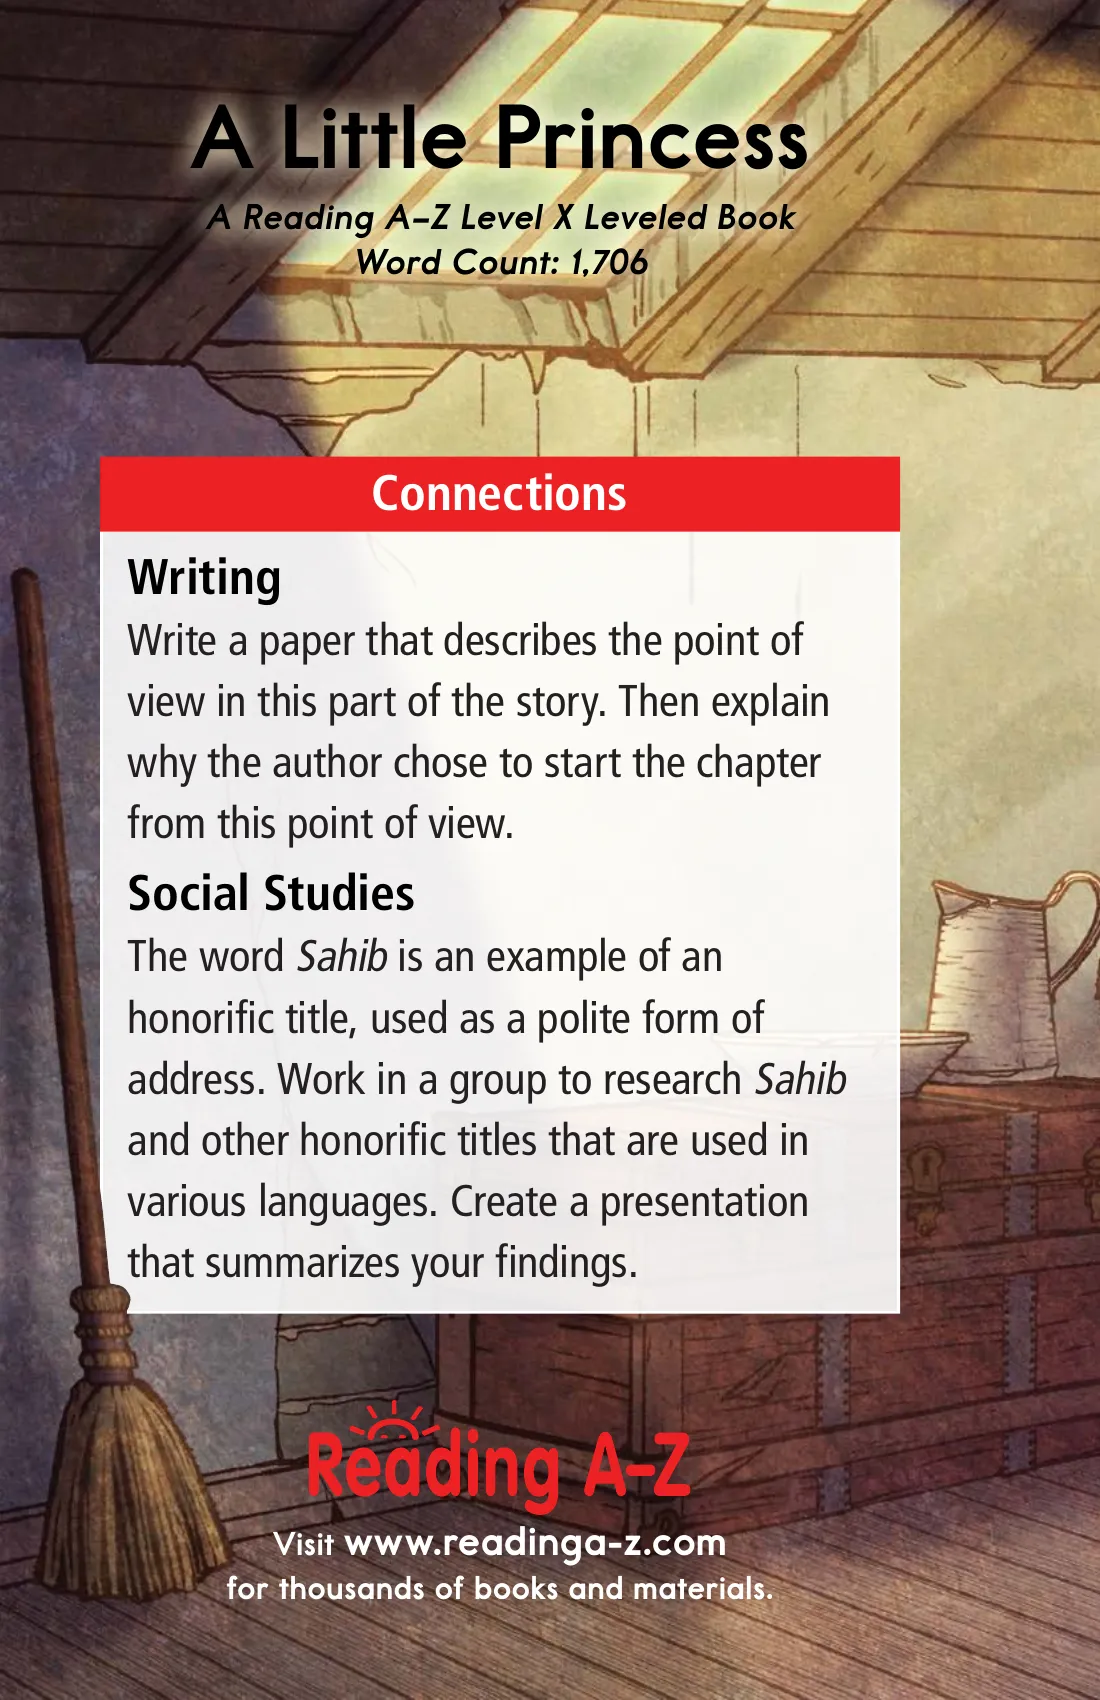 A Little Princess
A Reading A–Z Level X Leveled Book
Word Count: 1,706
Connections
Writing
Write a paper that describes the point of
view in this part of the story. Then explain
why the author chose to start the chapter
from this point of view.
Social Studies
The word Sahib is an example of an
honorific title, used as a polite form of
address. Work in a group to research Sahib
and other honorific titles that are used in
various languages. Create a presentation
that summarizes your findings.
Reading A-Z
Visit www.readinga-z.com
for thousands of books and materials.